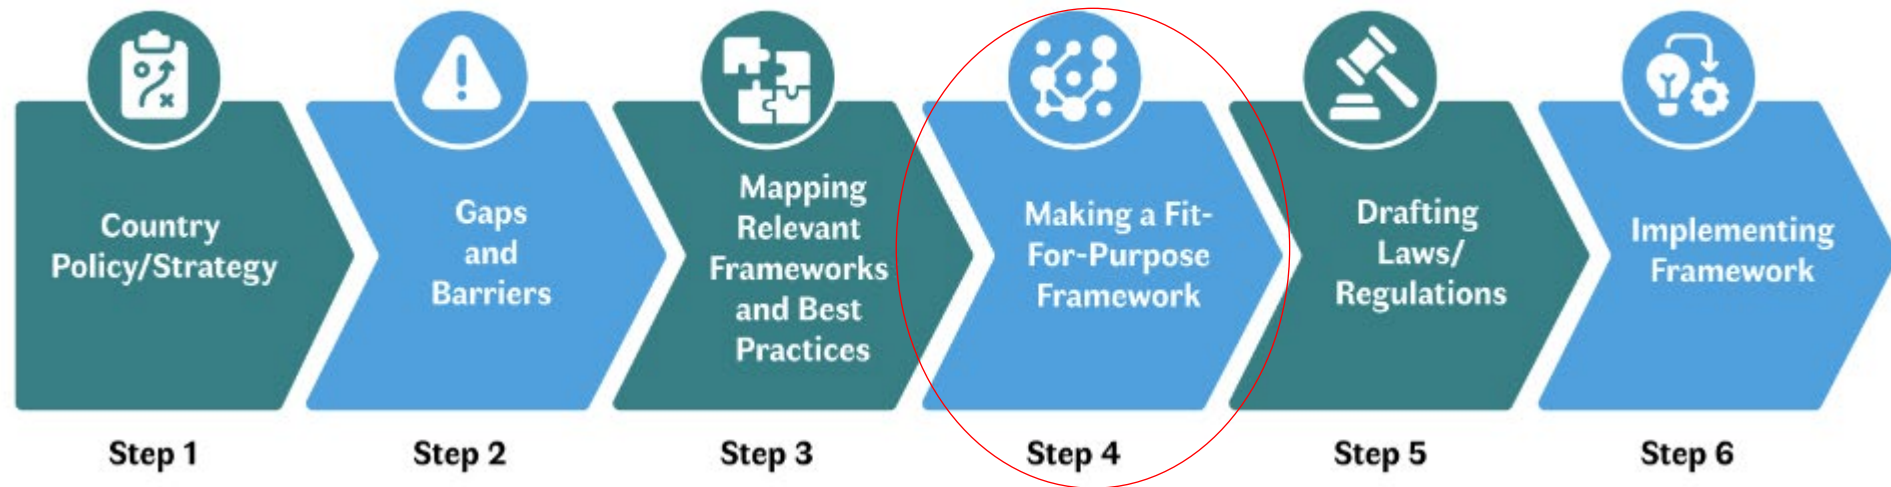 Country
Policy/Strategy
Gaps
and
Barriers
Mapping
Relevant
Frameworks
and Best
Practices
Making a Fit-
For-Purpose
Framework
Drafting
Laws/
Regulations
Implementing
Framework
Step 1
Step 2
Step 3
Step 4
Step 5
Step 6